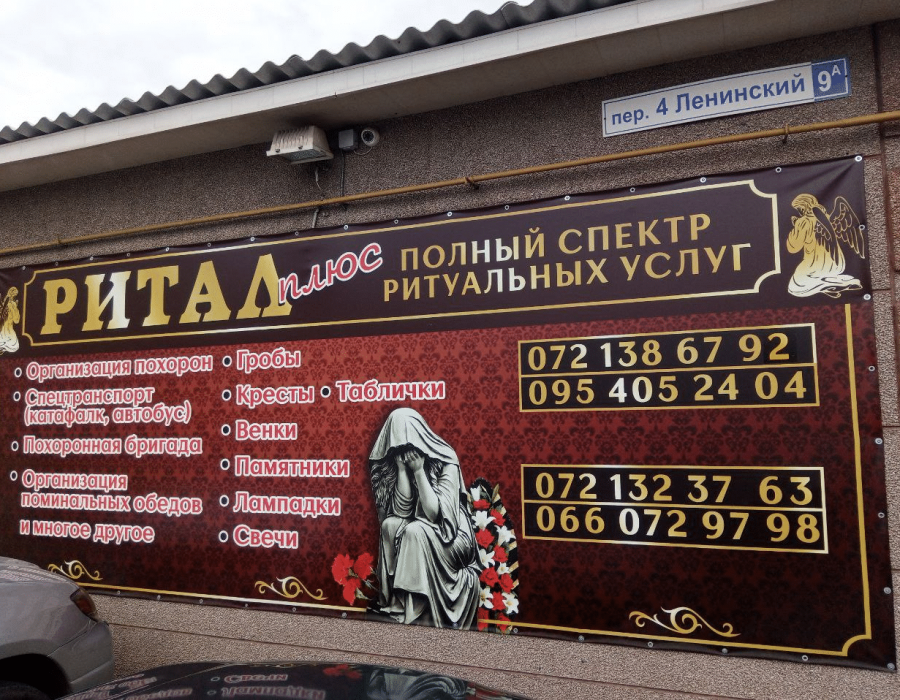 пер. 4 Ленинский 9А
РИТАЛ плюс
ПОЛНЫЙ СПЕКТР
РИТУАЛЬНЫХ УСЛУГ
• Организация похорон
• Спецтранспорт
(катафалк, автобус)
• Похоронная бригада
• Организация
поминальных обедов
и многое другое
• Гробы
• Кресты • Таблички
• Венки
• Памятники
• Лампадки
• Свечи
072 138 67 92
095 405 24 04
072 132 37 63
066 072 97 98